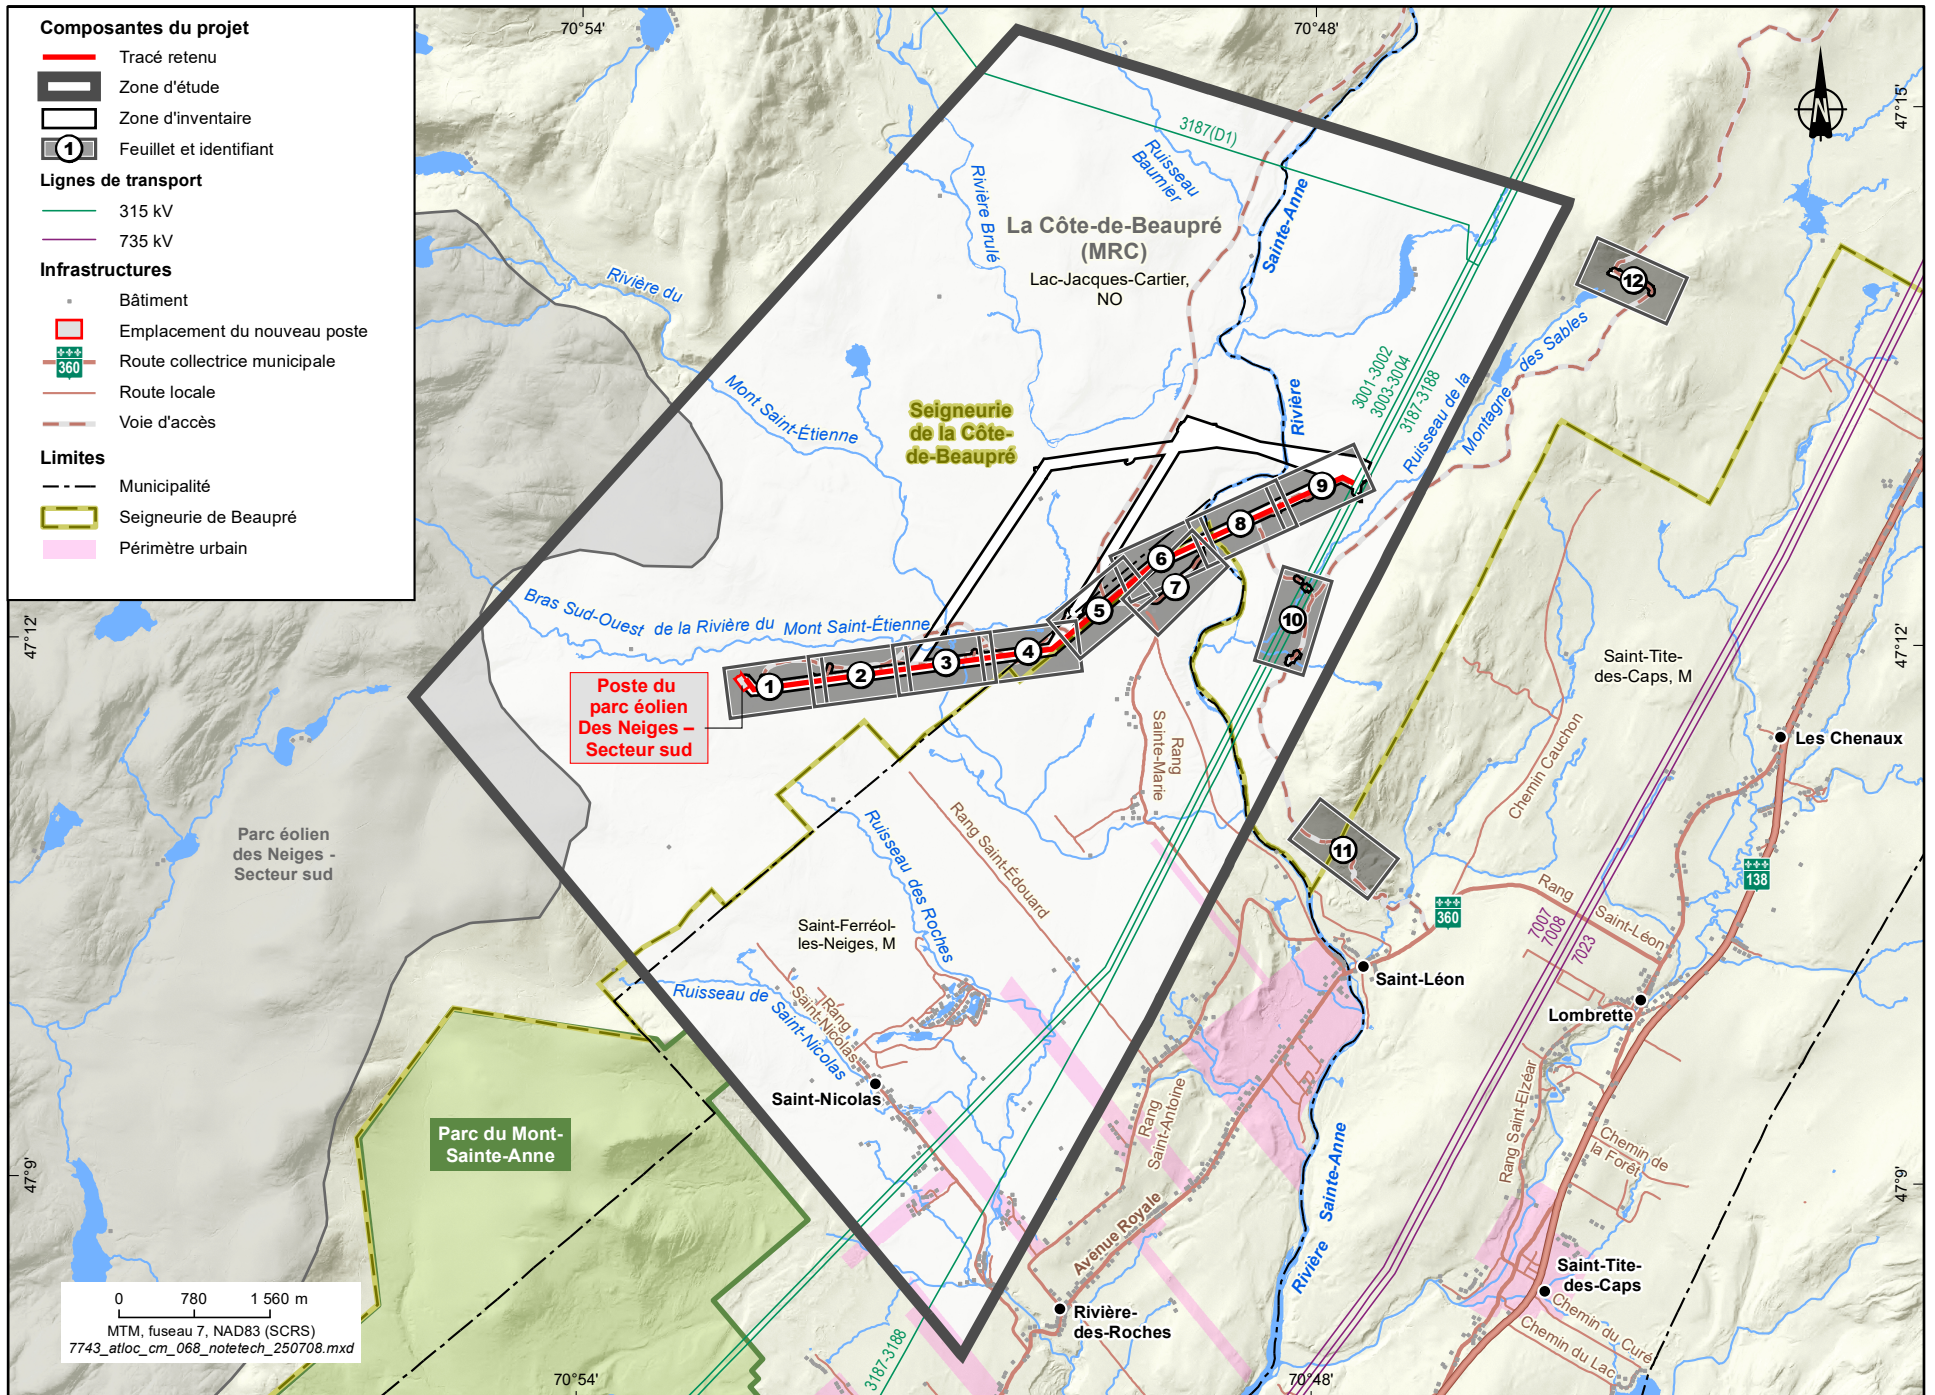 Composantes du projet
Tracé retenu
Zone d'étude
Zone d'inventaire
1
Feuillet et identifiant
Lignes de transport
315 kV
735 kV
Infrastructures
Bâtiment
Emplacement du nouveau poste
360
Route collectrice municipale
Route locale
Voie d'accès
Limites
Municipalité
Seigneurie de Beaupré
Périmètre urbain
70°54'
70°48'
47°15'
N
3187(D1)
Ruisseau
Baumier
Rivière Brulé
Sainte-Anne
La Côte-de-Beaupré
(MRC)
Lac-Jacques-Cartier,
NO
Rivière du
Mont Saint-Étienne
12
Ruisseau de la
Montagne
des Sables
3001-3002
3003-3004
3187-3188
Rivière
Seigneurie
de la Côte-
de-Beaupré
9
8
6
7
5
10
4
3
2
1
Bras Sud-Ouest
de la Rivière du
Mont Saint-Étienne
47°12'
47°12'
Saint-Tite-
des-Caps, M
Poste du
parc éolien
Des Neiges –
Secteur sud
Rang
Sainte-Marie
Chemin Cauchon
Les Chenaux
Parc éolien
des Neiges -
Secteur sud
Ruisseau des Roches
Rang Saint-Édouard
11
138
360
Rang
Saint-Léon
Saint-Ferréol-
les-Neiges, M
7007
7008
7023
Saint-Léon
Ruisseau de
Saint-Nicolas
Rang
Saint-Nicolas
Lombrette
Saint-Nicolas
Rang
Saint-Antoine
Rang Saint-Elzéar
Parc du Mont-
Sainte-Anne
Chemin de
la Forêt
47°9'
47°9'
Avenue Royale
Rivière
Sainte-Anne
Saint-Tite-
des-Caps
Rivière-
des-Roches
Chemin du Curé
Chemin du Lac
3187-3188
0 780 1 560 m
MTM, fuseau 7, NAD83 (SCRS)
7743_atloc_cm_068_notetech_250708.mxd
70°54'
70°48'